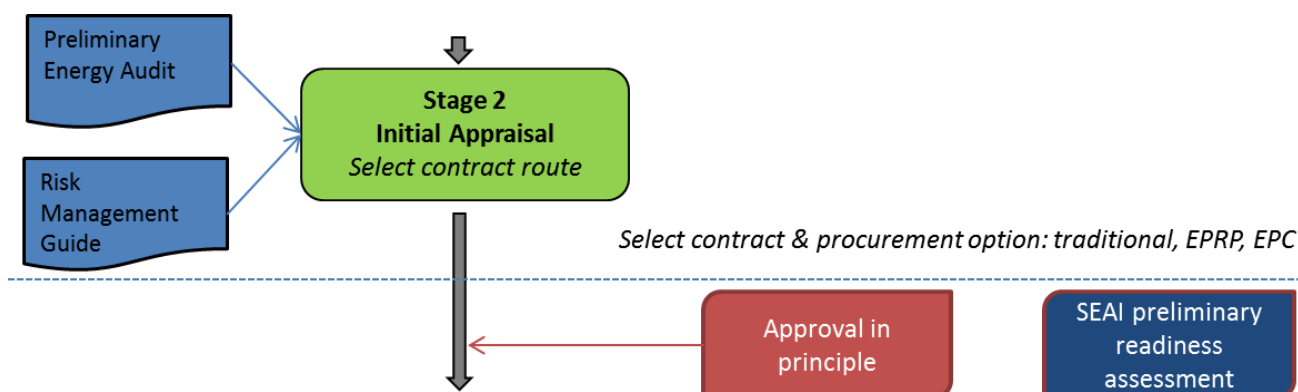 Preliminary
Energy Audit
Stage 2
Initial Appraisal
Select contract route
Risk
Management
Guide
Select contract & procurement option: traditional, EPRP, EPC
Approval in
principle
SEAI preliminary
readiness
assessment